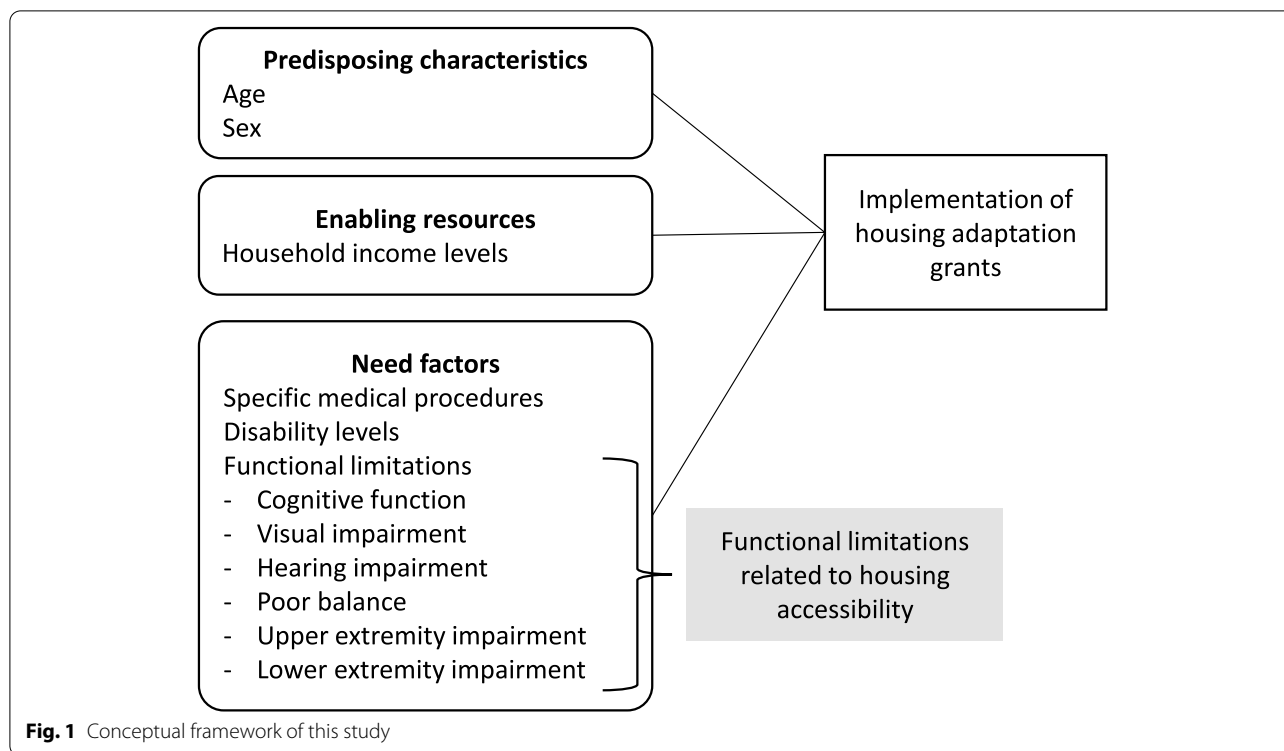 Predisposing characteristics
Age
Sex
Enabling resources
Household income levels
Need factors
Specific medical procedures
Disability levels
Functional limitations
- Cognitive function
- Visual impairment
- Hearing impairment
- Poor balance
- Upper extremity impairment
- Lower extremity impairment
Implementation of
housing adaptation
grants
Functional limitations
related to housing
accessibility
Fig. 1 Conceptual framework of this study